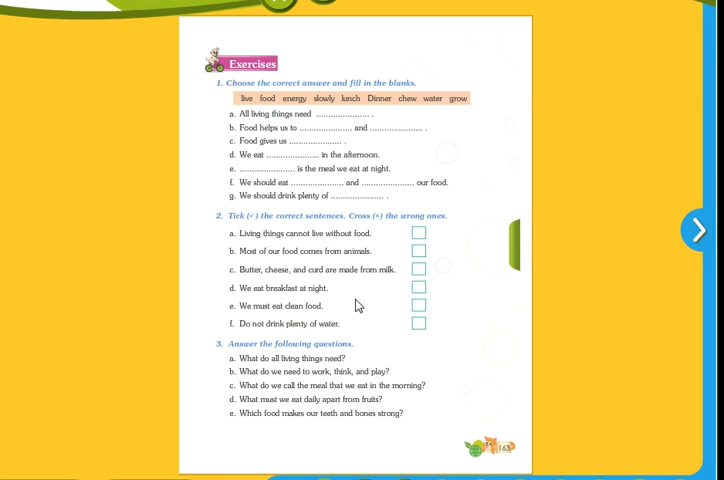 Exercises
1. Choose the correct answer and fill in the blanks.
live food energy slowly lunch Dinner chew water grow
a. All living things need ...................... .
b. Food helps us to ...................... and ...................... .
c. Food gives us ...................... .
d. We eat ...................... in the afternoon.
e. ....................... is the meal we eat at night.
f. We should eat ...................... and ...................... our food.
g. We should drink plenty of ...................... .
2. Tick (✓) the correct sentences. Cross (×) the wrong ones.
a. Living things cannot live without food.
b. Most of our food comes from animals.
c. Butter, cheese, and curd are made from milk.
d. We eat breakfast at night.
e. We must eat clean food.
f. Do not drink plenty of water.
3. Answer the following questions.
a. What do all living things need?
b. What do we need to work, think, and play?
c. What do we call the meal that we eat in the morning?
d. What must we eat daily apart from fruits?
e. Which food makes our teeth and bones strong?
163